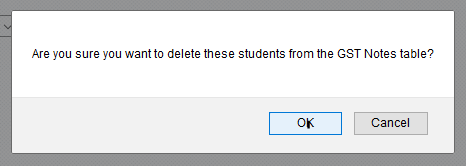 Are you sure you want to delete these students from the GST Notes table?
OK
Cancel